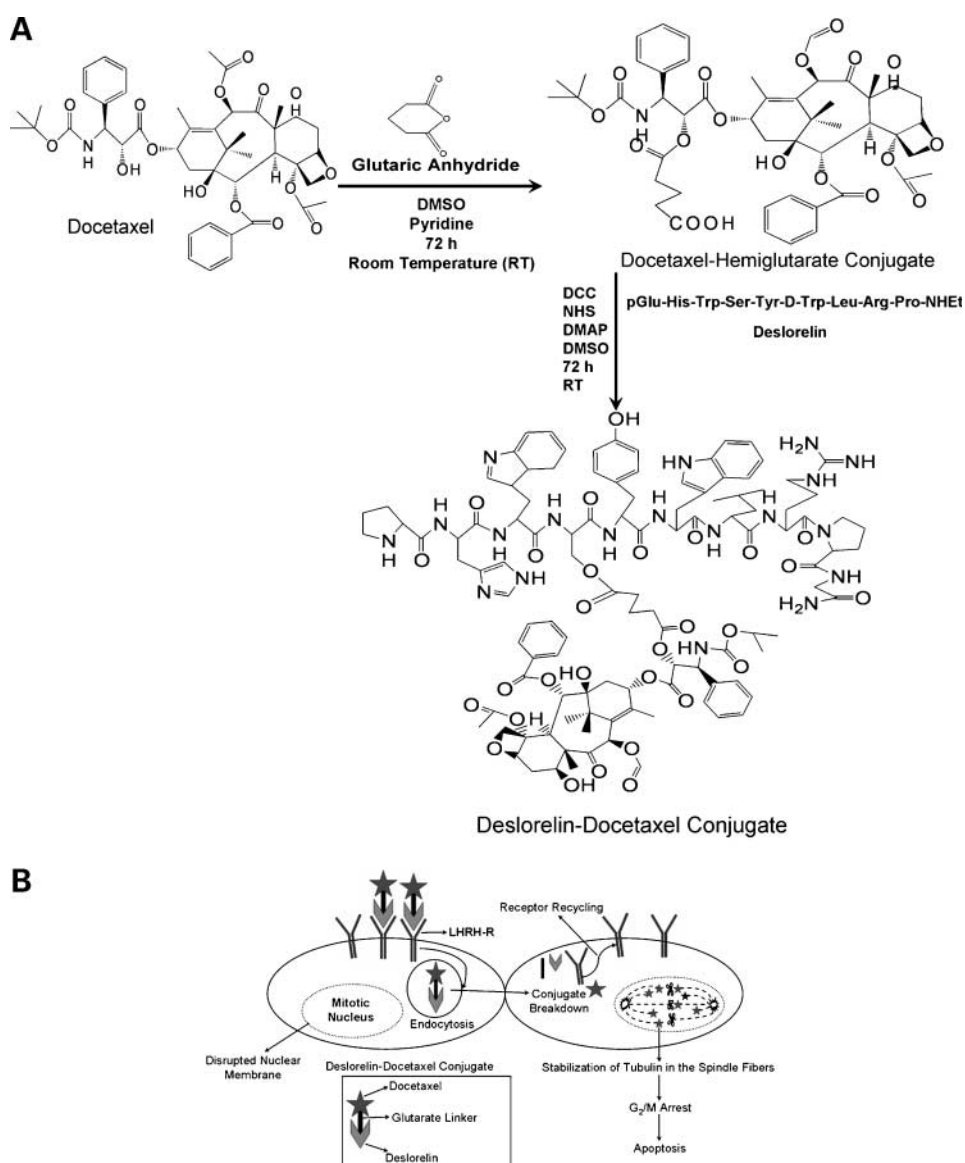 A
Docetaxel
Glutaric Anhydride
DMSO
Pyridine
72 h
Room Temperature (RT)
COOH
Docetaxel-Hemiglutarate Conjugate
DCC
NHS
DMAP
DMSO
72 h
RT
pGlu-His-Trp-Ser-Tyr-D-Trp-Leu-Arg-Pro-NHEt
Deslorelin
Deslorelin-Docetaxel Conjugate
B
Receptor Recycling
LHRH-R
Mitotic
Nucleus
Endocytosis
Conjugate
Breakdown
Disrupted Nuclear
Membrane
Deslorelin-Docetaxel Conjugate
Docetaxel
Glutarate Linker
Deslorelin
Stabilization of Tubulin in the Spindle Fibers
G₂/M Arrest
Apoptosis